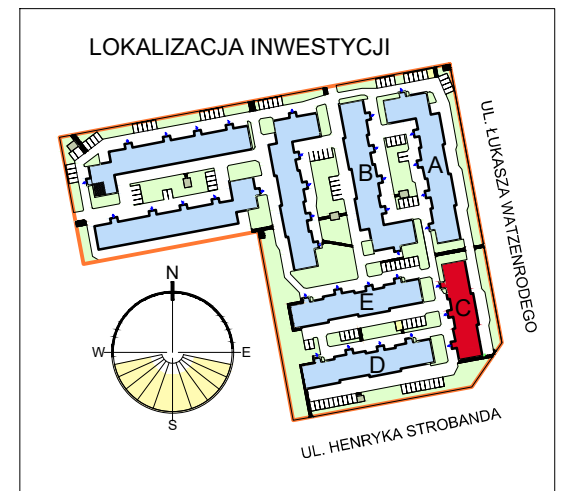 LOKALIZACJA INWESTYCJI
UL. ŁUKASZA WATZENRODEGO
B
A
E
C
D
N
W
E
S
UL. HENRYKA STROBANDA